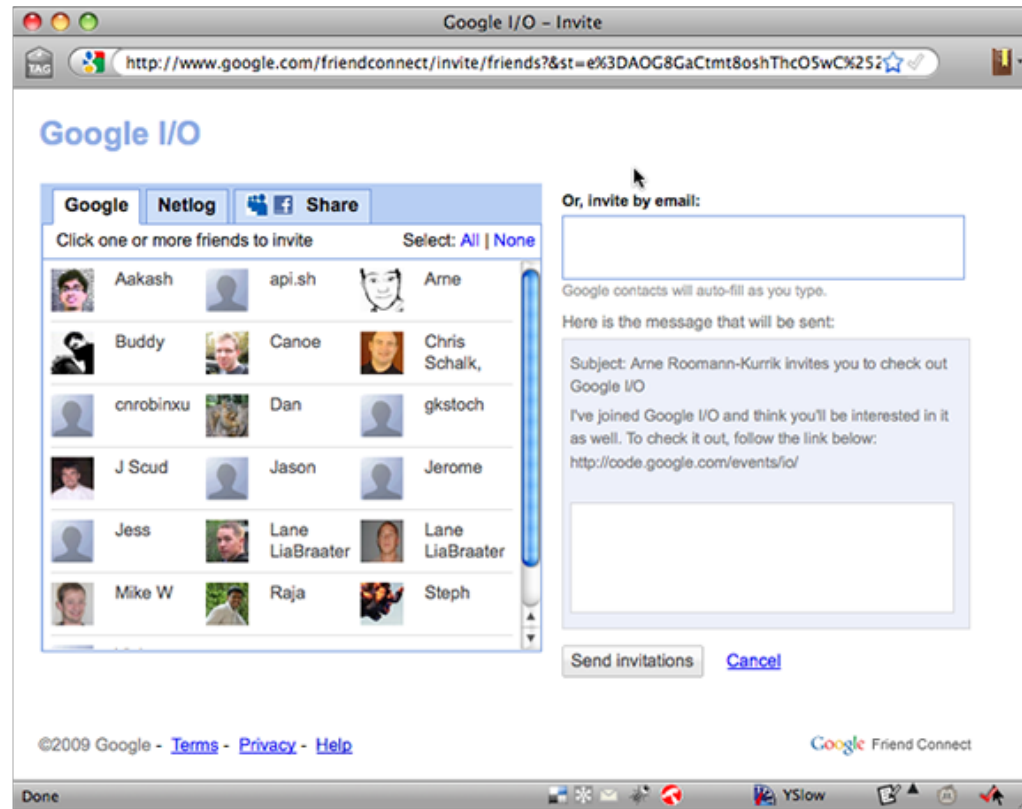 Google I/O – Invite
TAG
http://www.google.com/friendconnect/invite/friends?&st=e%3DAOG8GaCtmt8oshThcO5wC%252
Google I/O
Google Netlog Share
Click one or more friends to invite Select: All | None
Aakash api.sh Arne
Buddy Canoe Chris
Schalk,
cnrobinxu Dan gkstoch
J Scud Jason Jerome
Jess Lane Lane
LiaBraater LiaBraater
Mike W Raja Steph
Or, invite by email:
Google contacts will auto-fill as you type.
Here is the message that will be sent:
Subject: Arne Roomann-Kurrik invites you to check out
Google I/O
I've joined Google I/O and think you'll be interested in it
as well. To check it out, follow the link below:
http://code.google.com/events/io/
Send invitations Cancel
©2009 Google - Terms - Privacy - Help
Google Friend Connect
Done YSlow